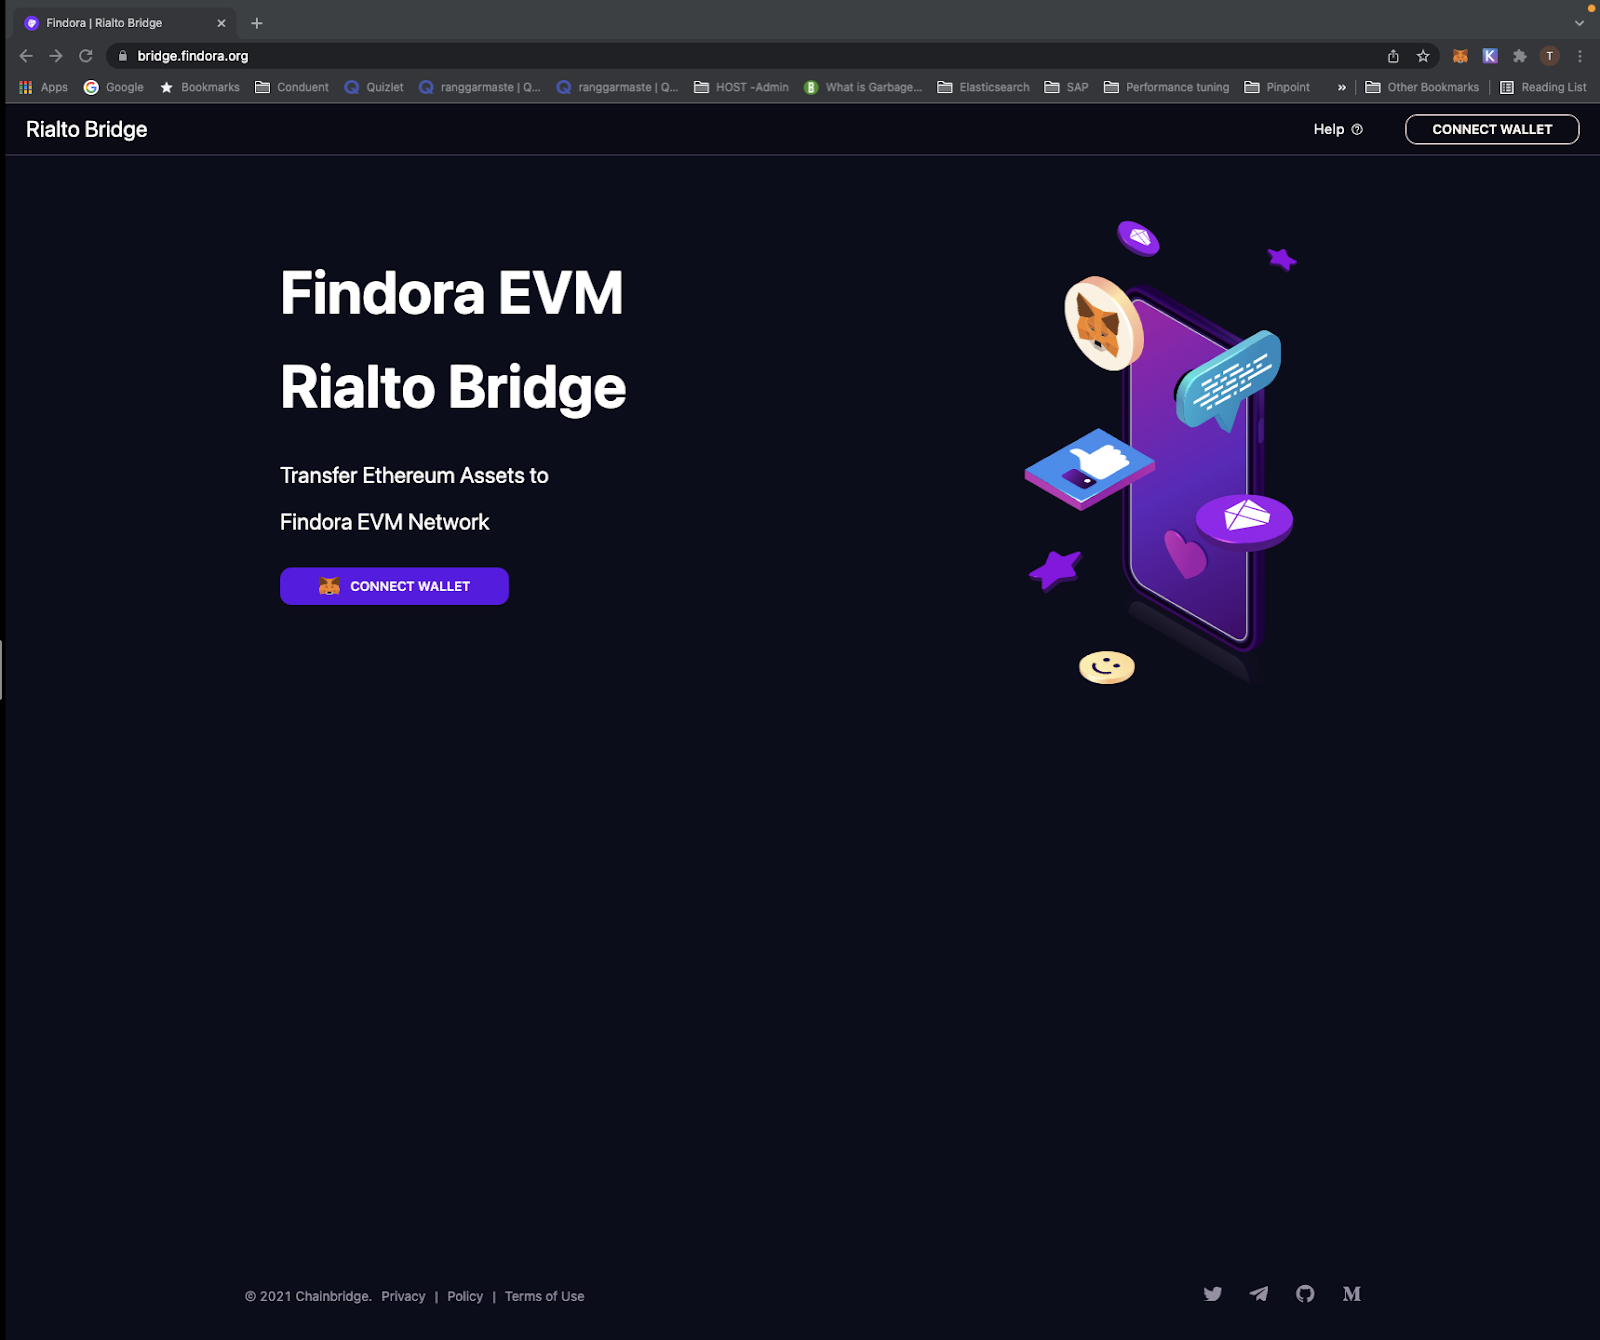 Findora | Rialto Bridge
bridge.findora.org
T
Apps Google Bookmarks Conduent Quizlet ranggarmaste | Q... ranggarmaste | Q... HOST -Admin What is Garbage... Elasticsearch SAP Performance tuning Pinpoint » Other Bookmarks Reading List
Rialto Bridge Help CONNECT WALLET
Findora EVM
Rialto Bridge
Transfer Ethereum Assets to
Findora EVM Network
CONNECT WALLET
© 2021 Chainbridge. Privacy | Policy | Terms of Use